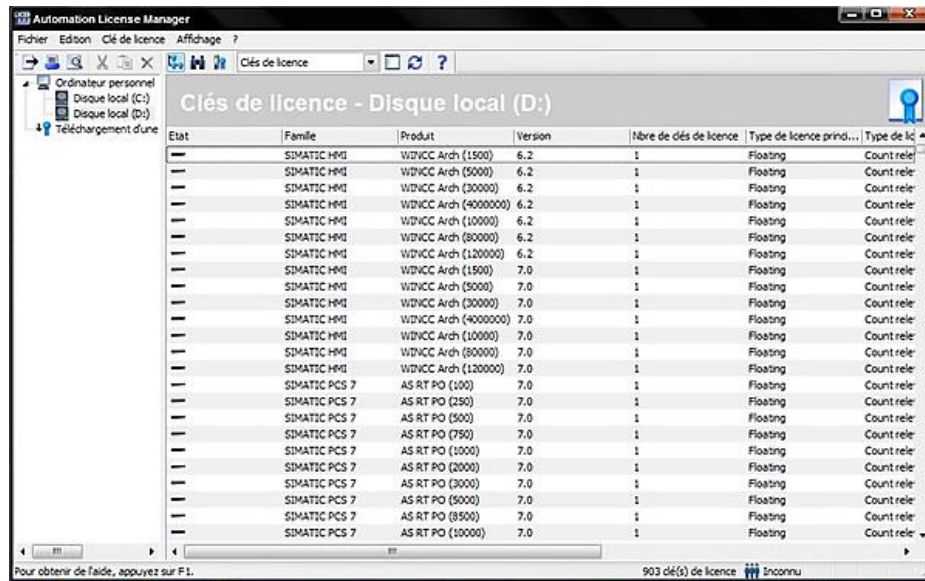 Automation License Manager
Fichier Edition Clé de licence Affichage ?
Clés de licence
Ordinateur personnel
Disque local (C:)
Disque local (D:)
Téléchargement d'une
Clés de licence - Disque local (D:)
Etat Famille Produit Version Nbre de clés de licence Type de licence princi... Type de lic
SIMATIC HMI WINCC Arch (1500) 6.2 1 Floating Count rele
SIMATIC HMI WINCC Arch (5000) 6.2 1 Floating Count rele
SIMATIC HMI WINCC Arch (30000) 6.2 1 Floating Count rele
SIMATIC HMI WINCC Arch (4000000) 6.2 1 Floating Count rele
SIMATIC HMI WINCC Arch (10000) 6.2 1 Floating Count rele
SIMATIC HMI WINCC Arch (80000) 6.2 1 Floating Count rele
SIMATIC HMI WINCC Arch (120000) 6.2 1 Floating Count rele
SIMATIC HMI WINCC Arch (1500) 7.0 1 Floating Count rele
SIMATIC HMI WINCC Arch (5000) 7.0 1 Floating Count rele
SIMATIC HMI WINCC Arch (30000) 7.0 1 Floating Count rele
SIMATIC HMI WINCC Arch (4000000) 7.0 1 Floating Count rele
SIMATIC HMI WINCC Arch (10000) 7.0 1 Floating Count rele
SIMATIC HMI WINCC Arch (80000) 7.0 1 Floating Count rele
SIMATIC HMI WINCC Arch (120000) 7.0 1 Floating Count rele
SIMATIC PCS 7 AS RT PO (100) 7.0 1 Floating Count rele
SIMATIC PCS 7 AS RT PO (250) 7.0 1 Floating Count rele
SIMATIC PCS 7 AS RT PO (500) 7.0 1 Floating Count rele
SIMATIC PCS 7 AS RT PO (750) 7.0 1 Floating Count rele
SIMATIC PCS 7 AS RT PO (1000) 7.0 1 Floating Count rele
SIMATIC PCS 7 AS RT PO (2000) 7.0 1 Floating Count rele
SIMATIC PCS 7 AS RT PO (3000) 7.0 1 Floating Count rele
SIMATIC PCS 7 AS RT PO (5000) 7.0 1 Floating Count rele
SIMATIC PCS 7 AS RT PO (8500) 7.0 1 Floating Count rele
SIMATIC PCS 7 AS RT PO (10000) 7.0 1 Floating Count rele
Pour obtenir de l'aide, appuyez sur F1. 903 clé(s) de licence Inconnu